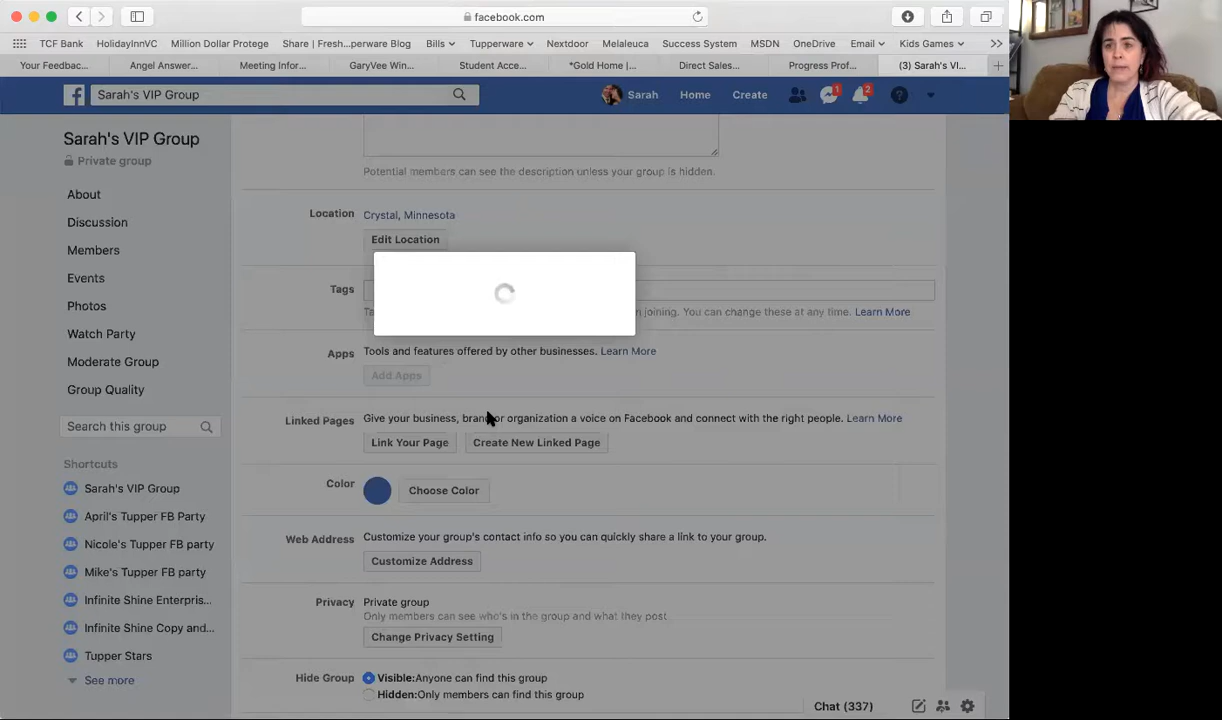 facebook.com
TCF Bank HolidayInnVC Million Dollar Protege Share | Fresh...perware Blog Bills Tupperware Nextdoor Melaleuca Success System MSDN OneDrive Email Kids Games
Your Feedbac... Angel Answer... Meeting Infor... GaryVee Win... Student Acce... *Gold Home |... Direct Sales... Progress Prof... (3) Sarah's VI...
Sarah's VIP Group Sarah Home Create 1 2
Sarah's VIP Group
Private group
About
Discussion
Members
Events
Photos
Watch Party
Moderate Group
Group Quality
Search this group
Shortcuts
Sarah's VIP Group
April's Tupper FB Party
Nicole's Tupper FB party
Mike's Tupper FB party
Infinite Shine Enterpris...
Infinite Shine Copy and...
Tupper Stars
See more
Potential members can see the description unless your group is hidden.
Location Crystal, Minnesota
Edit Location
Tags
joining. You can change these at any time. Learn More
Apps Tools and features offered by other businesses. Learn More
Add Apps
Linked Pages Give your business, brand or organization a voice on Facebook and connect with the right people. Learn More
Link Your Page Create New Linked Page
Color Choose Color
Web Address Customize your group's contact info so you can quickly share a link to your group.
Customize Address
Privacy Private group
Only members can see who's in the group and what they post
Change Privacy Setting
Hide Group Visible:Anyone can find this group
Hidden:Only members can find this group
Chat (337)